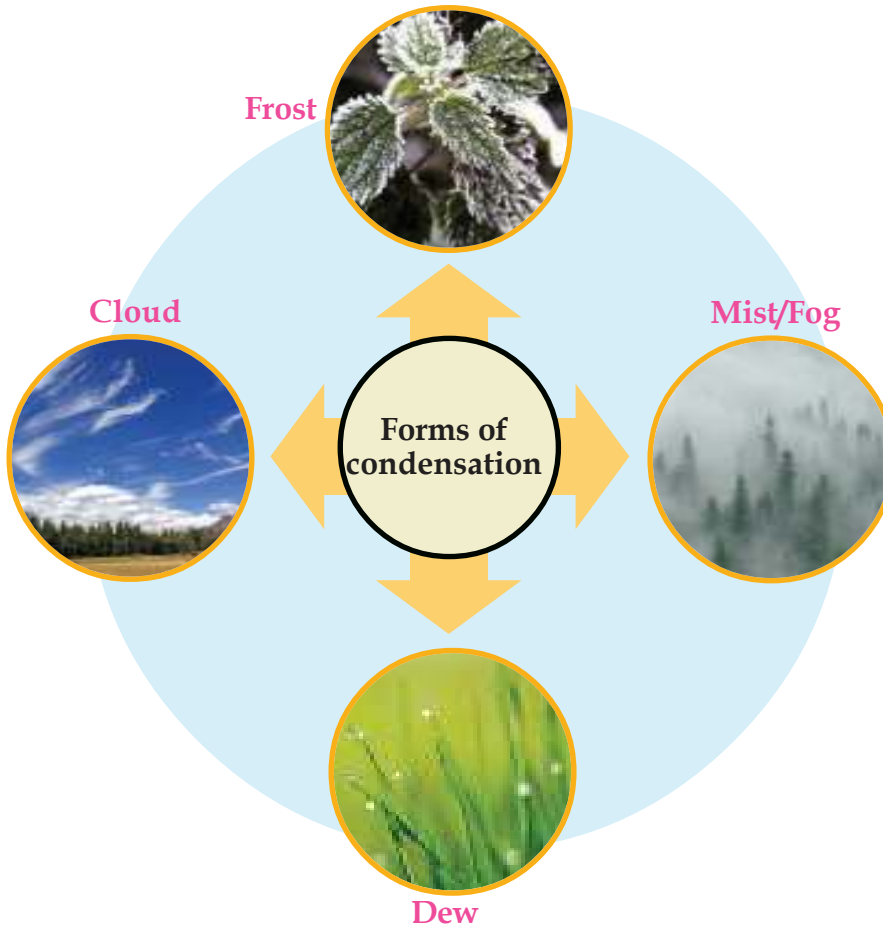 Frost
Cloud
Mist/Fog
Forms of
condensation
Dew